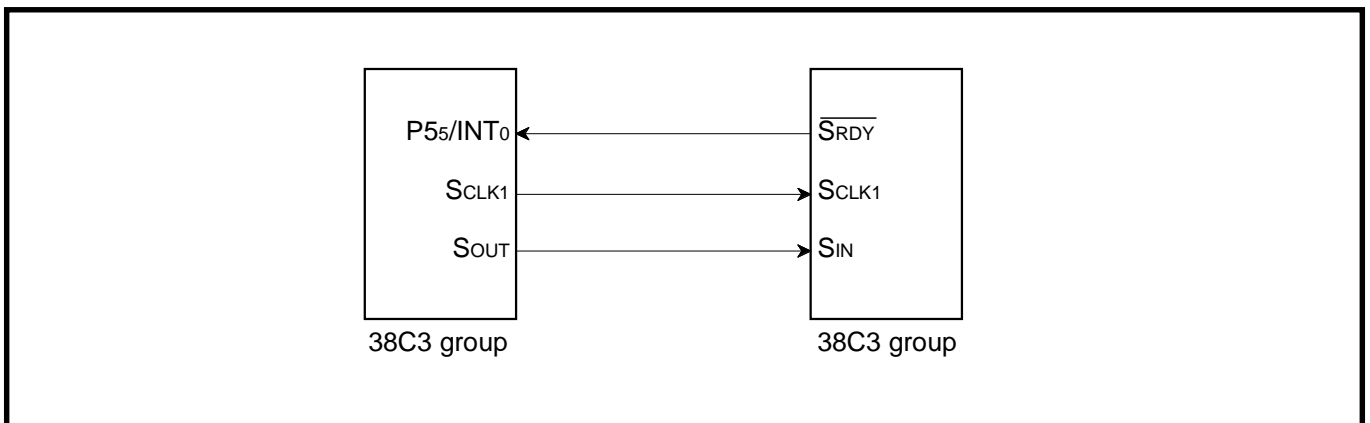 P55/INT0
SRDY
SCLK1
SCLK1
SOUT
SIN
38C3 group
38C3 group